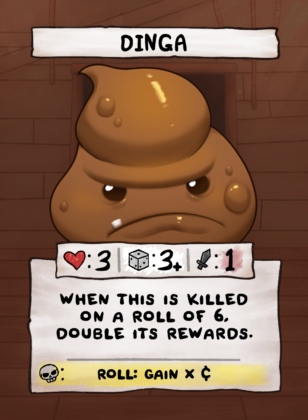 DINGA
:3 :3+ :1
WHEN THIS IS KILLED
ON A ROLL OF 6,
DOUBLE ITS REWARDS.
: ROLL: GAIN X ¢